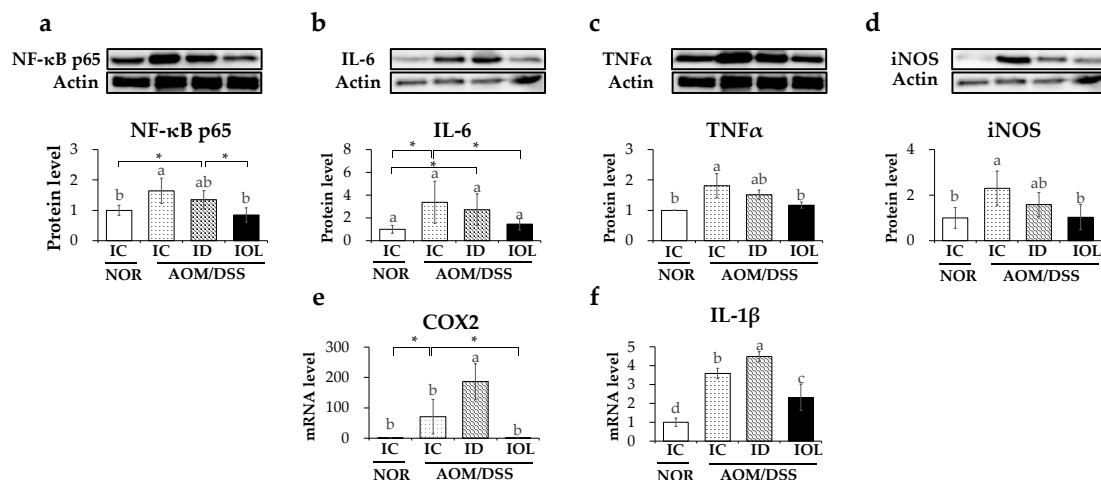 a
NF-κB p65
Actin
NF-κB p65
Protein level
3
2
1
0
b
a
ab
b
*
*
IC
IC
ID
IOL
NOR
AOM/DSS
b
IL-6
Actin
IL-6
8
6
4
2
0
a
a
a
a
*
*
*
IC
IC
ID
IOL
NOR
AOM/DSS
c
TNFα
Actin
TNFα
Protein level
3
2
1
0
b
a
ab
b
IC
IC
ID
IOL
NOR
AOM/DSS
d
iNOS
Actin
iNOS
Protein level
4
2
0
b
a
ab
b
IC
IC
ID
IOL
NOR
AOM/DSS
e
COX2
mRNA level
300
200
100
0
b
b
a
b
*
*
IC
IC
ID
IOL
NOR
AOM/DSS
f
IL-1β
mRNA level
5
4
3
2
1
0
d
b
a
c
IC
IC
ID
IOL
NOR
AOM/DSS